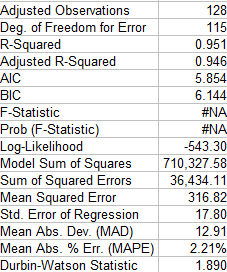 Adjusted Observations 128
Deg. of Freedom for Error 115
R-Squared 0.951
Adjusted R-Squared 0.946
AIC 5.854
BIC 6.144
F-Statistic #NA
Prob (F-Statistic) #NA
Log-Likelihood -543.30
Model Sum of Squares 710,327.58
Sum of Squared Errors 36,434.11
Mean Squared Error 316.82
Std. Error of Regression 17.80
Mean Abs. Dev. (MAD) 12.91
Mean Abs. % Err. (MAPE) 2.21%
Durbin-Watson Statistic 1.890